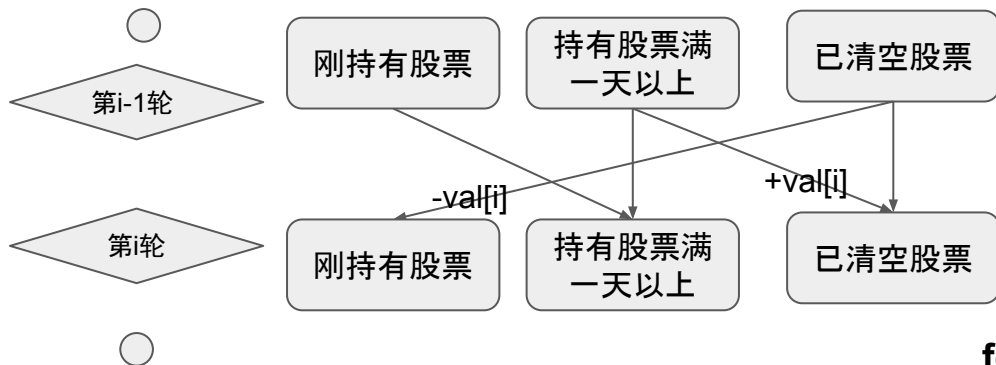 刚持有股票
持有股票满
一天以上
已清空股票
第i-1轮
-val[i]
+val[i]
第i轮
刚持有股票
持有股票满
一天以上
已清空股票